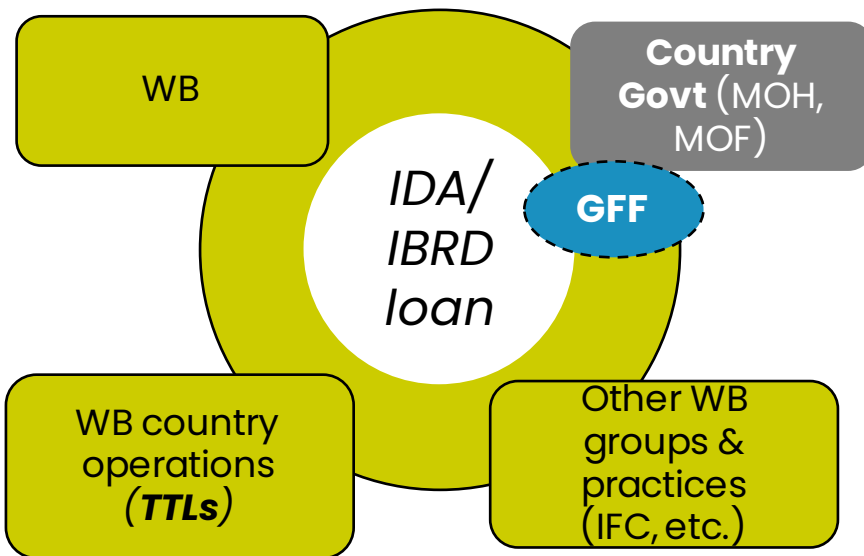 WB
Country
Govt (MOH,
MOF)
IDA/
IBRD
loan
GFF
WB country
operations
(TTLs)
Other WB
groups &
practices
(IFC, etc.)